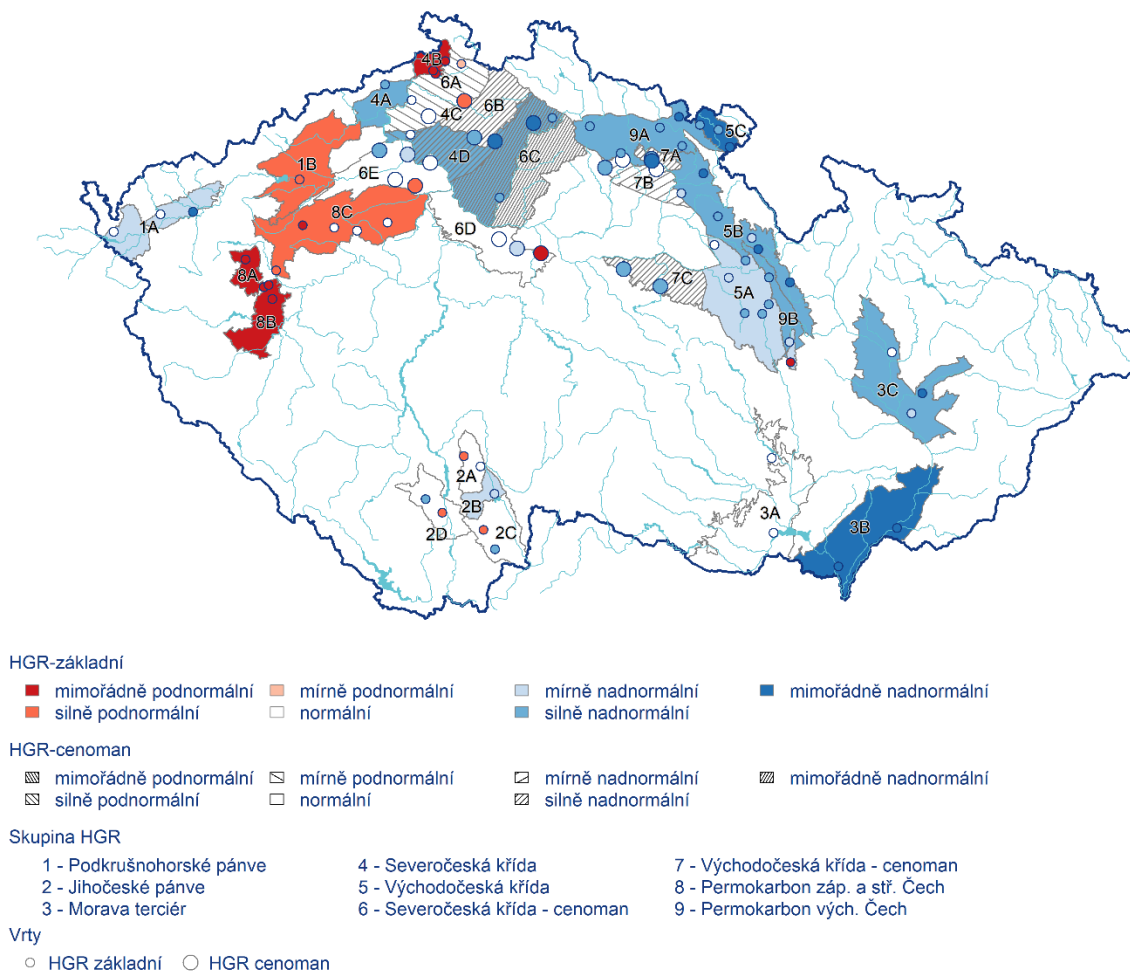 4B
6A
4A
6B
4C
5C
9A
4D
6C
7A
1B
6E
7B
8C
1A
6D
5B
8A
7C
5A
8B
9B
3C
2A
2B
3A
3B
2D
2C
HGR-základní
mimořádně podnormální mírně podnormální mírně nadnormální mimořádně nadnormální
silně podnormální normální silně nadnormální
HGR-cenoman
mimořádně podnormální mírně podnormální mírně nadnormální mimořádně nadnormální
silně podnormální normální silně nadnormální
Skupina HGR
1 - Podkrušnohorské pánve 4 - Severočeská křída 7 - Východočeská křída - cenoman
2 - Jihočeské pánve 5 - Východočeská křída 8 - Permokarbon záp. a stř. Čech
3 - Morava terciér 6 - Severočeská křída - cenoman 9 - Permokarbon vých. Čech
Vrty
HGR základní HGR cenoman